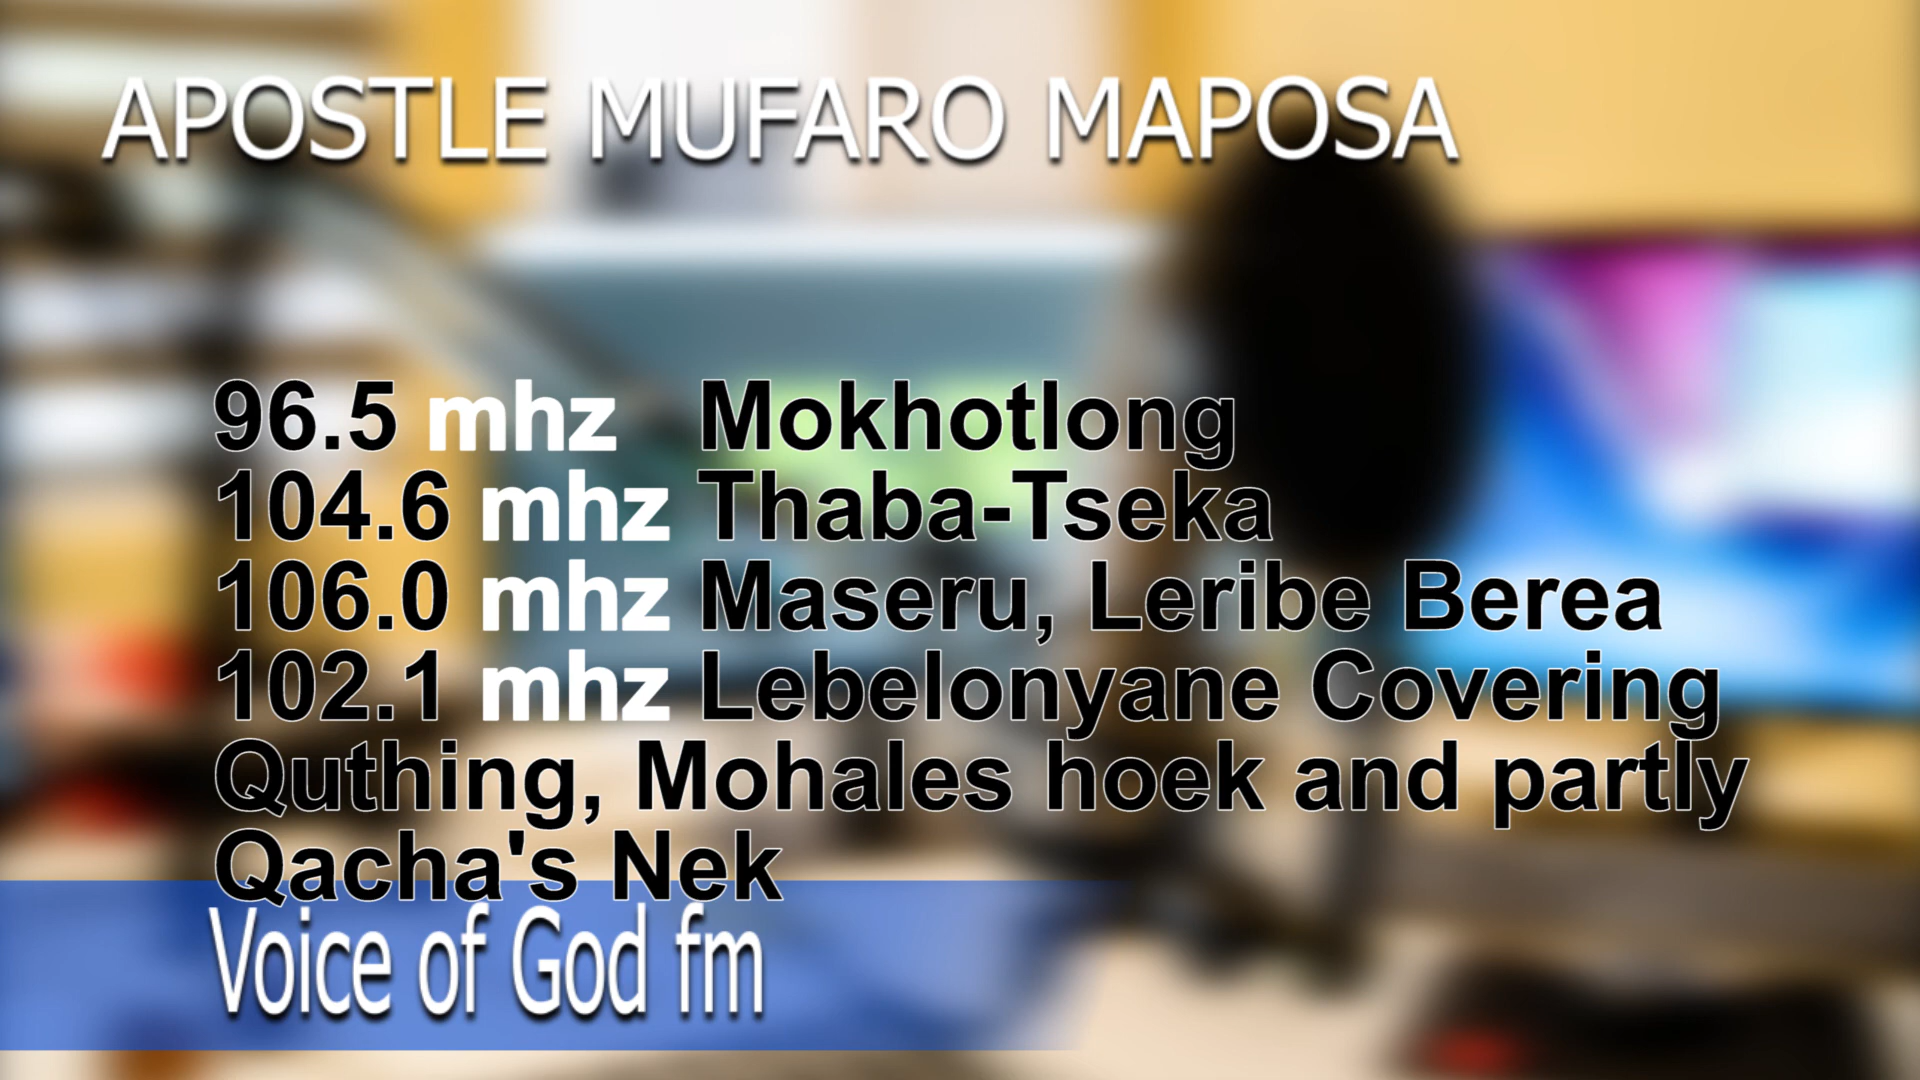 APOSTLE MUFARO MAPOSA
96.5 mhz Mokhotlong
104.6 mhz Thaba-Tseka
106.0 mhz Maseru, Leribe Berea
102.1 mhz Lebelonyane Covering
Quthing, Mohales hoek and partly
Qacha's Nek
Voice of God fm